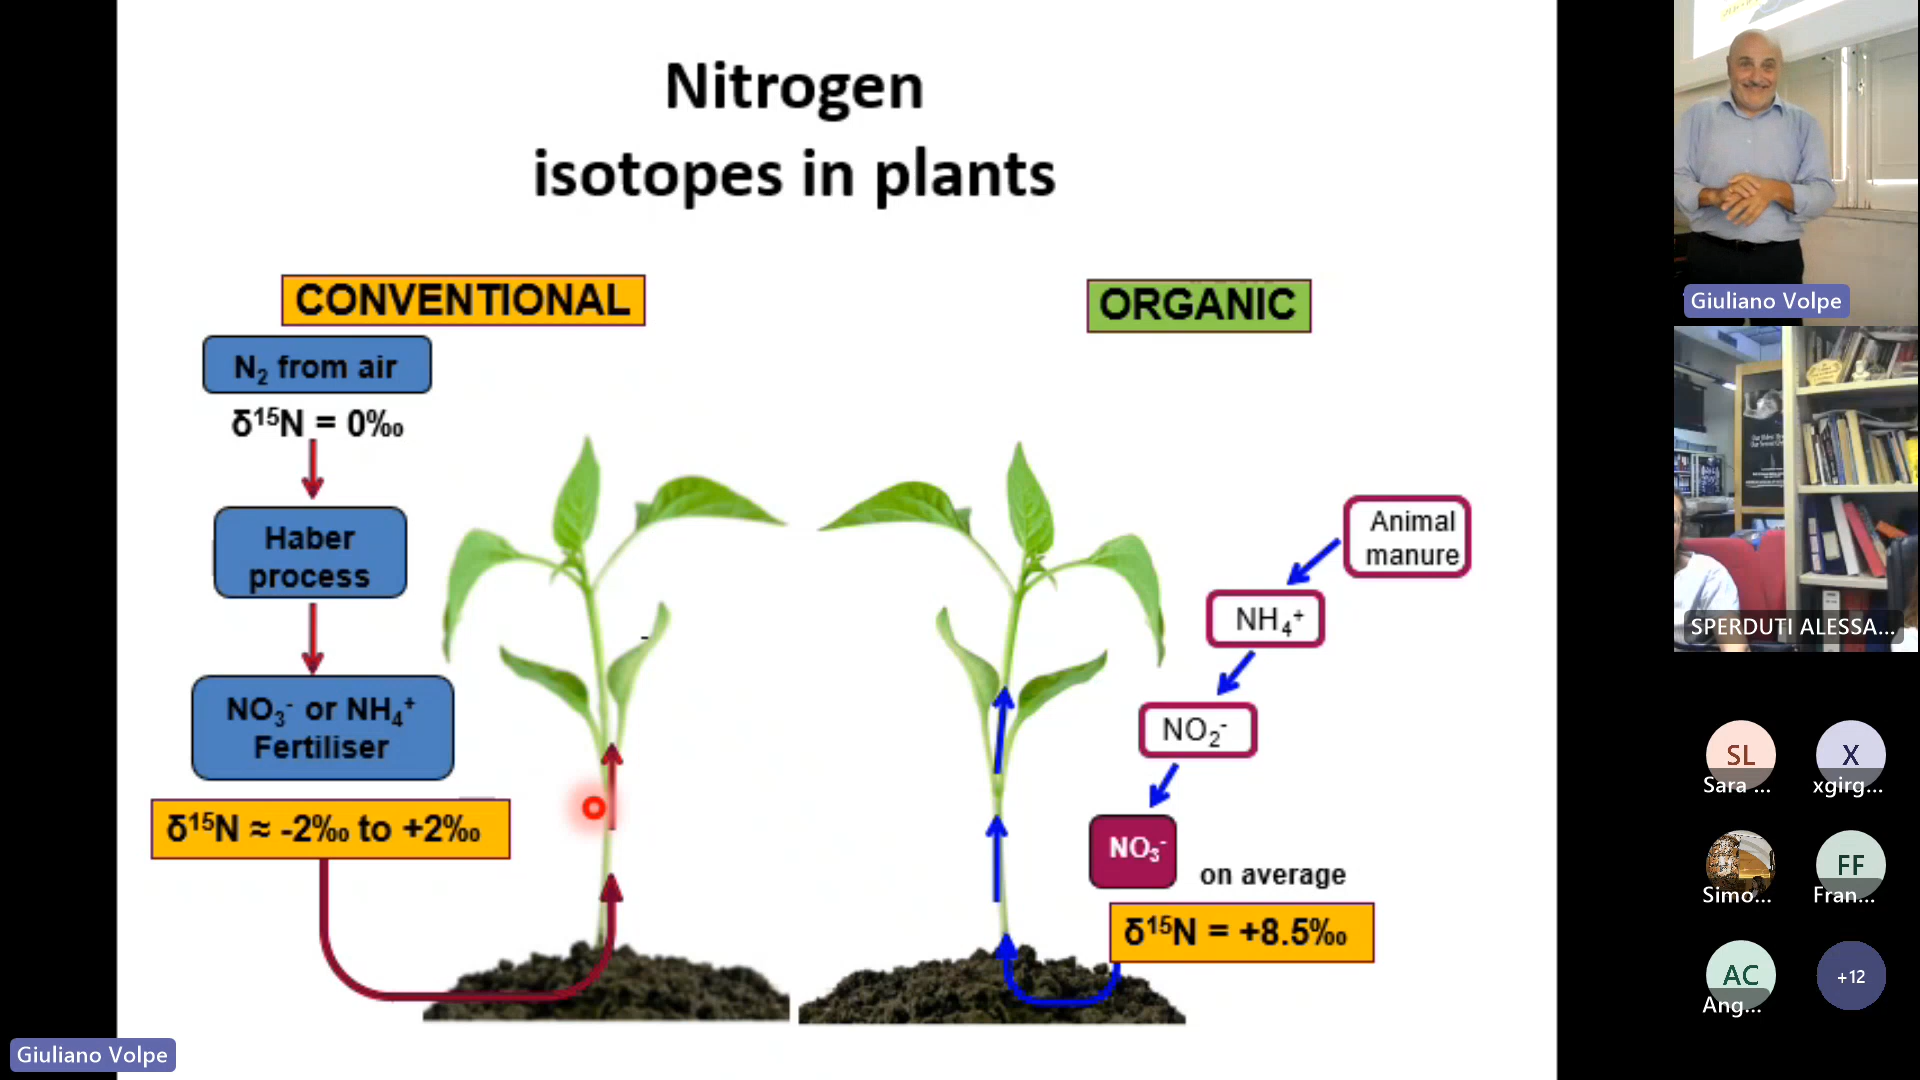 Nitrogen
isotopes in plants
CONVENTIONAL
N₂ from air
δ¹⁵N = 0‰
Haber
process
NO₃⁻ or NH₄⁺
Fertiliser
δ¹⁵N ≈ -2‰ to +2‰
ORGANIC
Animal
manure
NH₄⁺
NO₂⁻
NO₃⁻
on average
δ¹⁵N = +8.5‰
Giuliano Volpe
Giuliano Volpe
SPERDUTI ALESSA...
SL
Sara ...
X
xgirg...
Simo...
FF
Fran...
AC
Ang...
+12